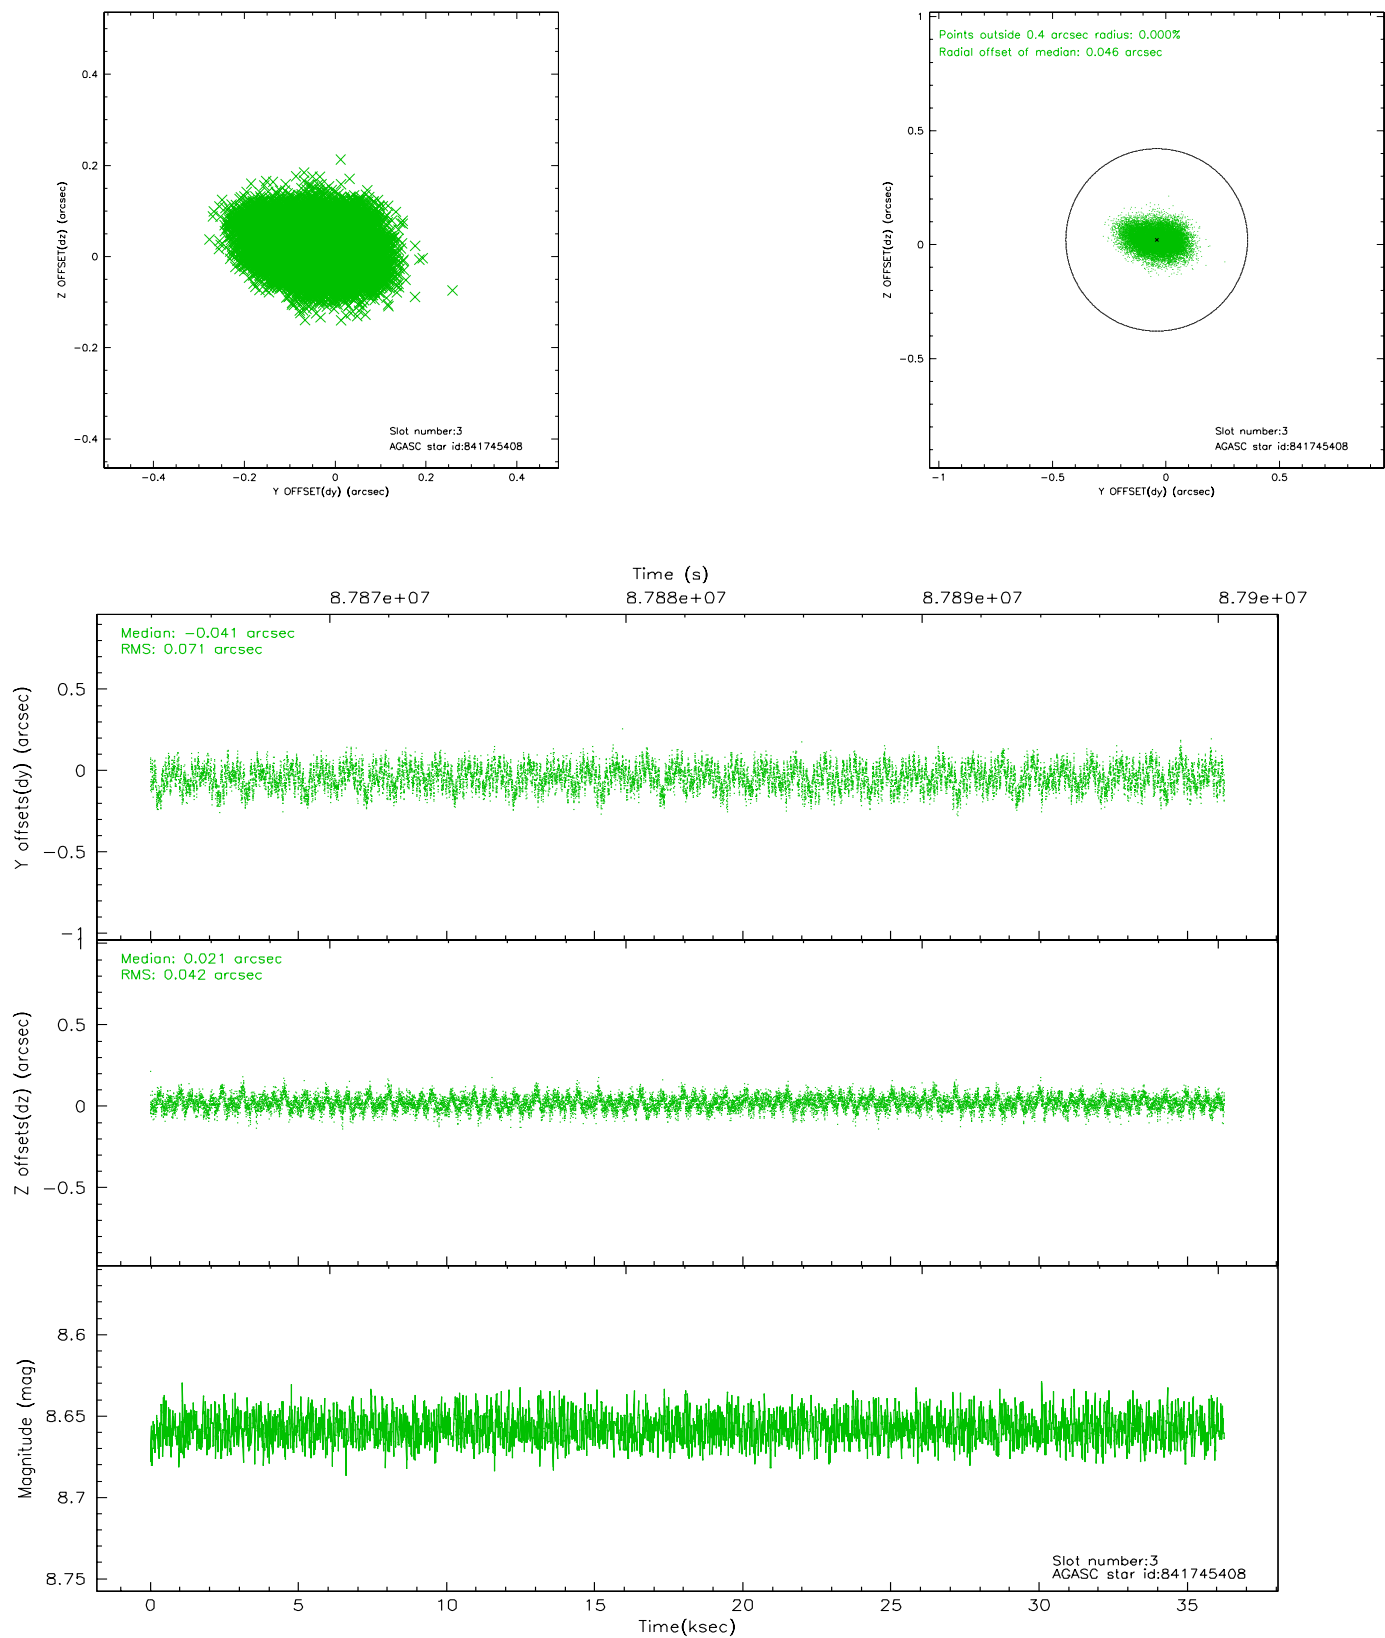 0.4
0.2
0
−0.2
−0.4
Z OFFSET(dz) (arcsec)
−0.4
−0.2
0
0.2
0.4
Y OFFSET(dy) (arcsec)
Slot number:3
AGASC star id:841745408
Points outside 0.4 arcsec radius: 0.000%
Radial offset of median: 0.046 arcsec
1
0.5
0
−0.5
Z OFFSET(dz) (arcsec)
−1
−0.5
0
0.5
Y OFFSET(dy) (arcsec)
Slot number:3
AGASC star id:841745408
Time (s)
8.787e+07
8.788e+07
8.789e+07
8.79e+07
Median: −0.041 arcsec
RMS: 0.071 arcsec
0.5
0
−0.5
−1
Y offsets(dy) (arcsec)
Median: 0.021 arcsec
RMS: 0.042 arcsec
1
0.5
0
−0.5
Z offsets(dz) (arcsec)
8.6
8.65
8.7
8.75
Magnitude (mag)
Slot number:3
AGASC star id:841745408
0
5
10
15
20
25
30
35
Time(ksec)